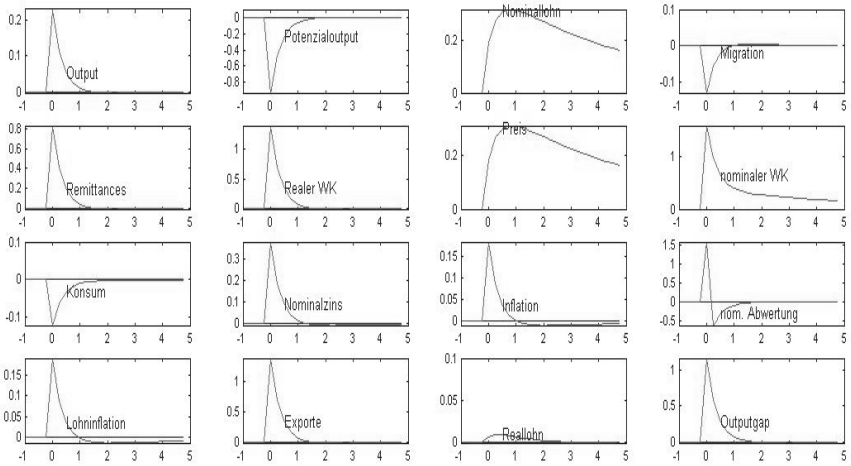 0.2
0.1
0
Output
-1 0 1 2 3 4 5
0
-0.2
-0.4
-0.6
-0.8
Potenzialoutput
-1 0 1 2 3 4 5
0.2
0
Nominallohn
-1 0 1 2 3 4 5
0.1
0
-0.1
Migration
-1 0 1 2 3 4 5
0.8
0.6
0.4
0.2
0
Remittances
-1 0 1 2 3 4 5
1
0.5
0
Realer WK
-1 0 1 2 3 4 5
0.2
0
Preis
-1 0 1 2 3 4 5
1
0
nominaler WK
-1 0 1 2 3 4 5
0.1
0
-0.1
Konsum
-1 0 1 2 3 4 5
0.3
0.2
0.1
0
Nominalzins
-1 0 1 2 3 4 5
0.15
0.1
0.05
0
Inflation
-1 0 1 2 3 4 5
1.5
1
0.5
0
-0.5
nom. Abwertung
-1 0 1 2 3 4 5
0.15
0.1
0.05
0
Lohninflation
-1 0 1 2 3 4 5
1
0.5
0
Exporte
-1 0 1 2 3 4 5
0.1
0.05
0
Reallohn
-1 0 1 2 3 4 5
1
0.5
0
Outputgap
-1 0 1 2 3 4 5